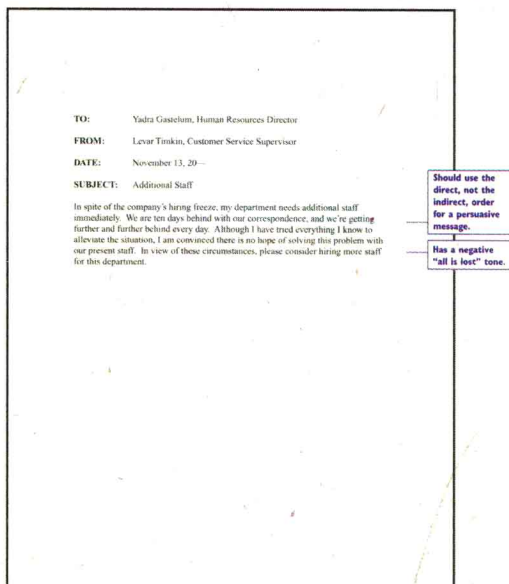 TO: Yadra Gastelum, Human Resources Director
FROM: Levar Timkin, Customer Service Supervisor
DATE: November 13, 20—
SUBJECT: Additional Staff
In spite of the company's hiring freeze, my department needs additional staff
immediately. We are ten days behind with our correspondence, and we're getting
further and further behind every day. Although I have tried everything I know to
alleviate the situation, I am convinced there is no hope of solving this problem with
our present staff. In view of these circumstances, please consider hiring more staff
for this department.
Should use the
direct, not the
indirect, order
for a persuasive
message.
Has a negative
"all is lost" tone.